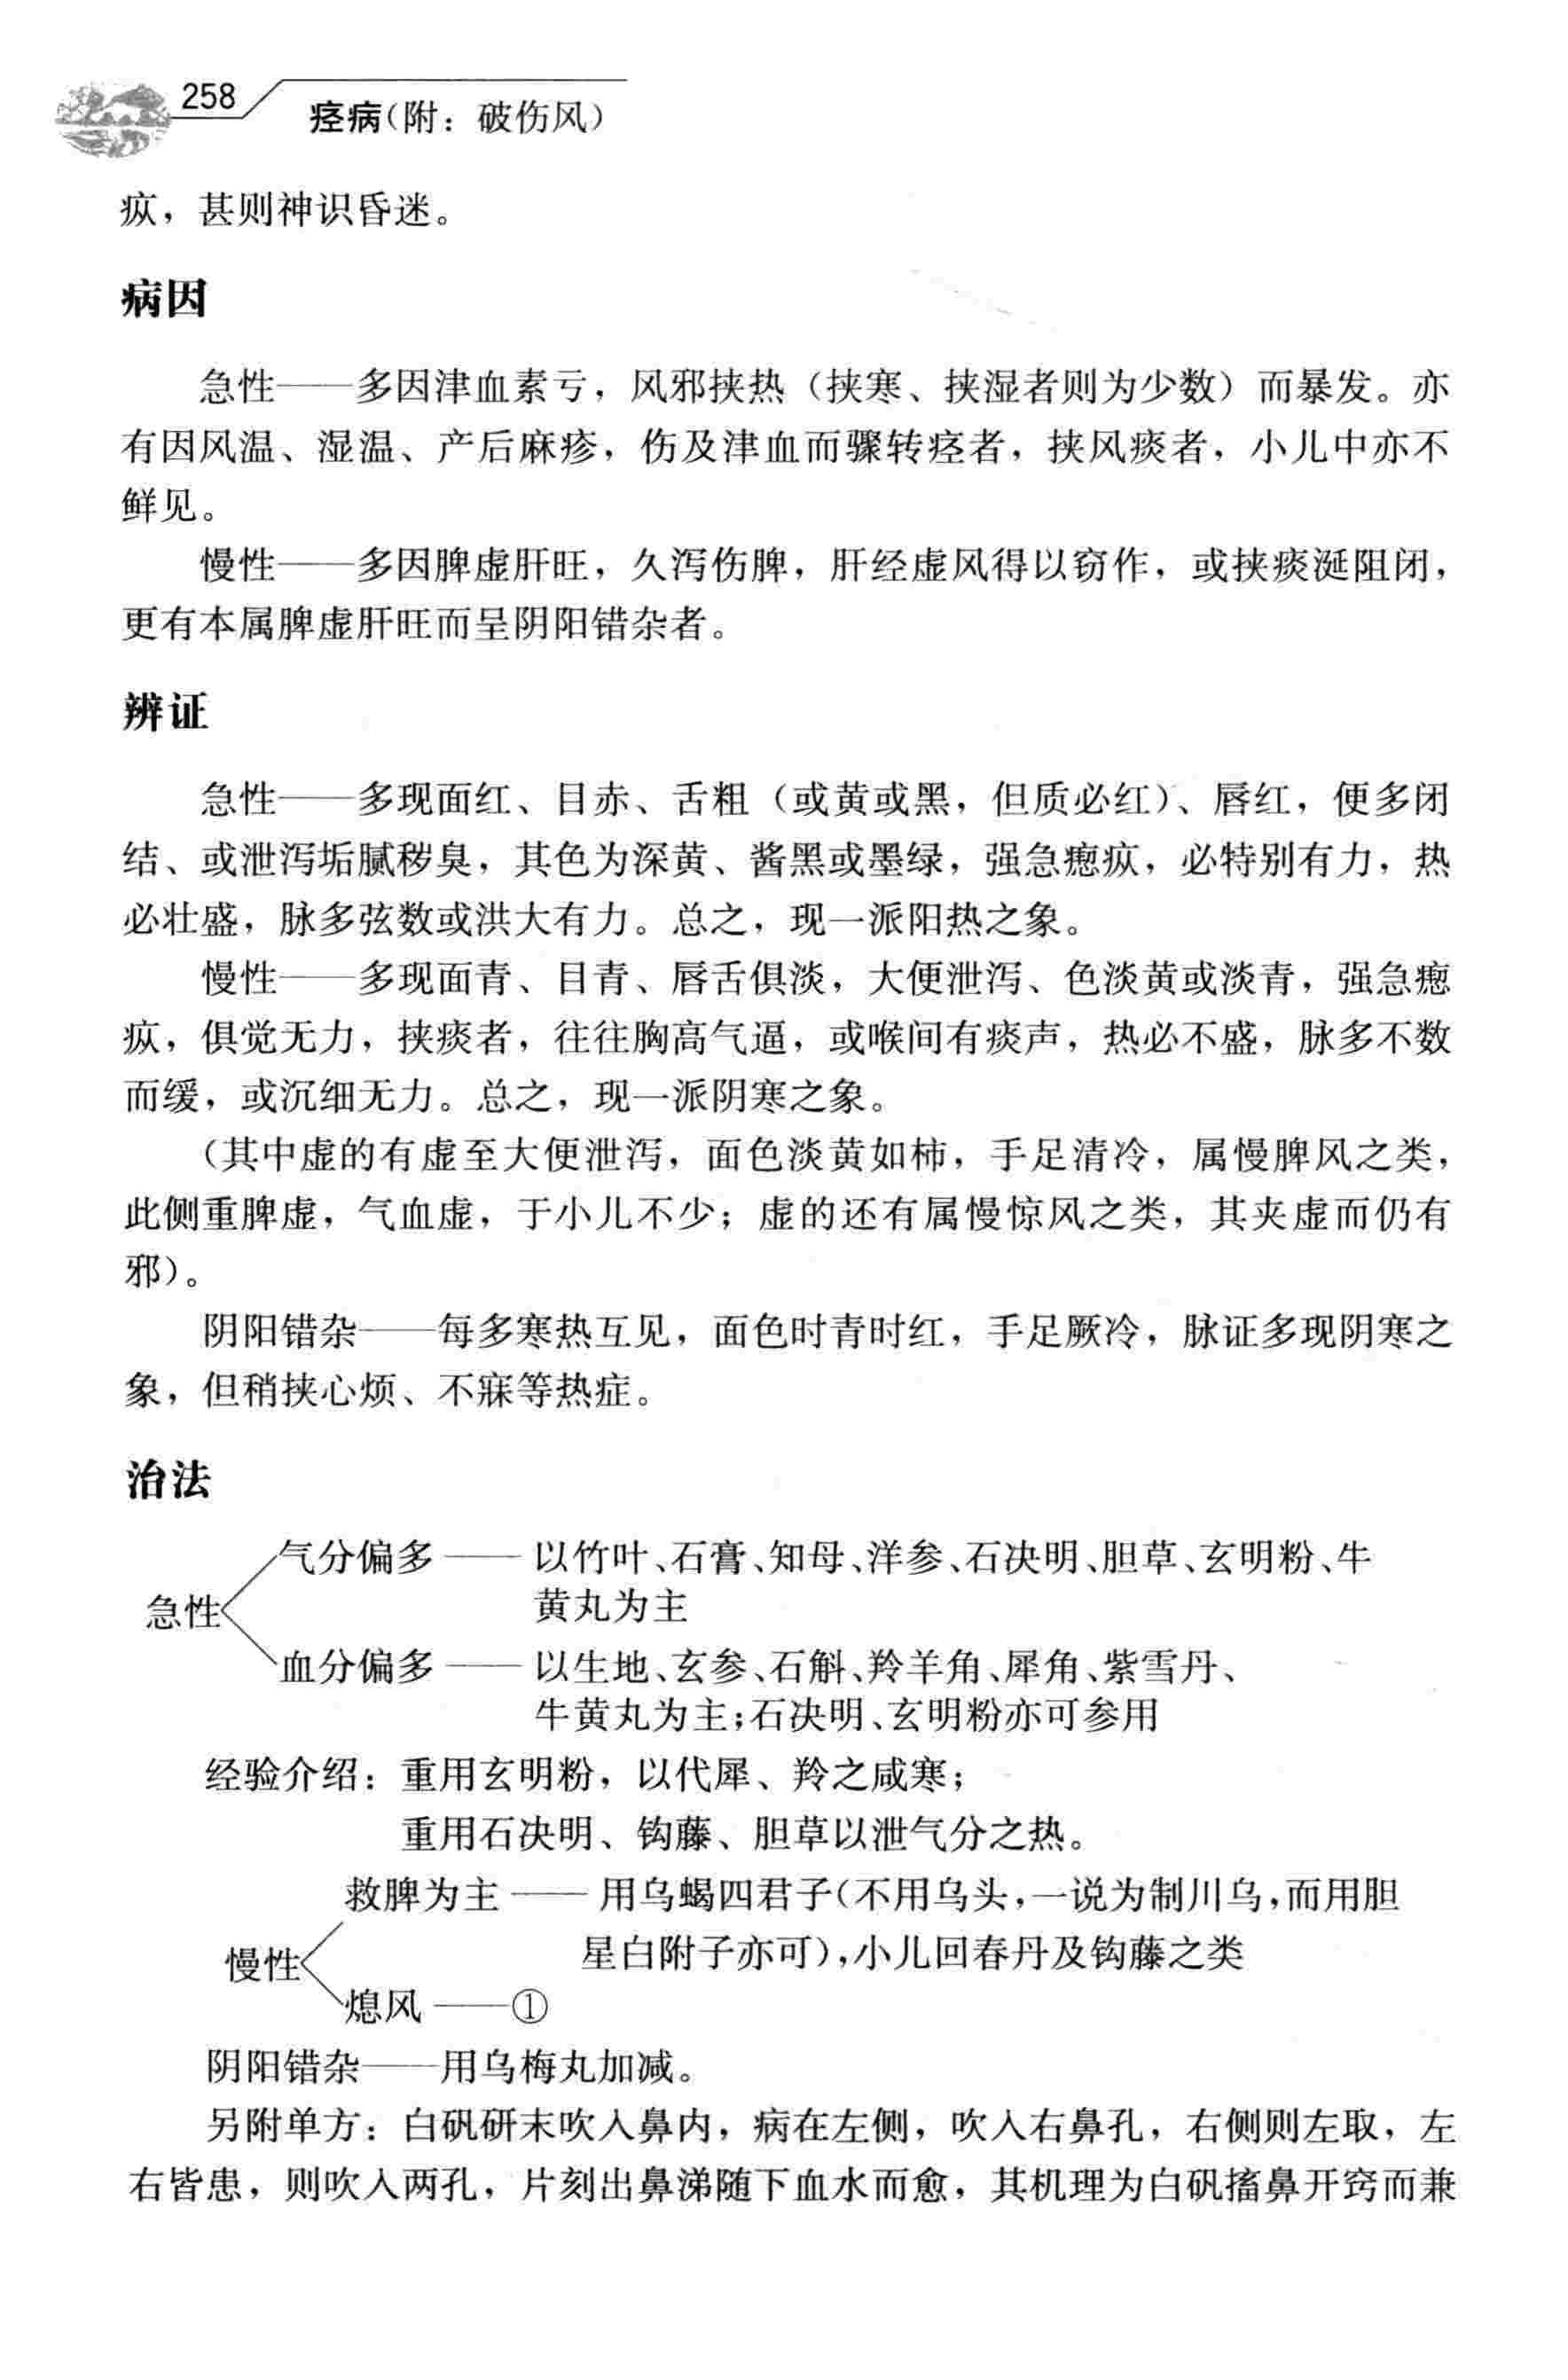 258
痉病(附：破伤风)
疭，甚则神识昏迷。
病因
急性——多因津血素亏，风邪挟热（挟寒、挟湿者则为少数）而暴发。亦
有因风温、湿温、产后麻疹，伤及津血而骤转痉者，挟风痰者，小儿中亦不
鲜见。
慢性——多因脾虚肝旺，久泻伤脾，肝经虚风得以窃作，或挟痰涎阻闭，
更有本属脾虚肝旺而呈阴阳错杂者。
辨证
急性——多现面红、目赤、舌粗（或黄或黑，但质必红）、唇红，便多闭
结、或泄泻垢腻秽臭，其色为深黄、酱黑或墨绿，强急瘛疭，必特别有力，热
必壮盛，脉多弦数或洪大有力。总之，现一派阳热之象。
慢性——多现面青、目青、唇舌俱淡，大便泄泻、色淡黄或淡青，强急瘛
疭，俱觉无力，挟痰者，往往胸高气逼，或喉间有痰声，热必不盛，脉多不数
而缓，或沉细无力。总之，现一派阴寒之象。
（其中虚的有虚至大便泄泻，面色淡黄如柿，手足清冷，属慢脾风之类，
此侧重脾虚，气血虚，于小儿不少；虚的还有属慢惊风之类，其夹虚而仍有
邪）。
阴阳错杂——每多寒热互见，面色时青时红，手足厥冷，脉证多现阴寒之
象，但稍挟心烦、不寐等热症。
治法
气分偏多 —— 以竹叶、石膏、知母、洋参、石决明、胆草、玄明粉、牛
急性 黄丸为主
血分偏多 —— 以生地、玄参、石斛、羚羊角、犀角、紫雪丹、
牛黄丸为主；石决明、玄明粉亦可参用
经验介绍：重用玄明粉，以代犀、羚之咸寒；
重用石决明、钩藤、胆草以泄气分之热。
救脾为主 —— 用乌蝎四君子（不用乌头，一说为制川乌，而用胆
慢性 星白附子亦可），小儿回春丹及钩藤之类
熄风 ——①
阴阳错杂——用乌梅丸加减。
另附单方：白矾研末吹入鼻内，病在左侧，吹入右鼻孔，右侧则左取，左
右皆患，则吹入两孔，片刻出鼻涕随下血水而愈，其机理为白矾搐鼻开窍而兼